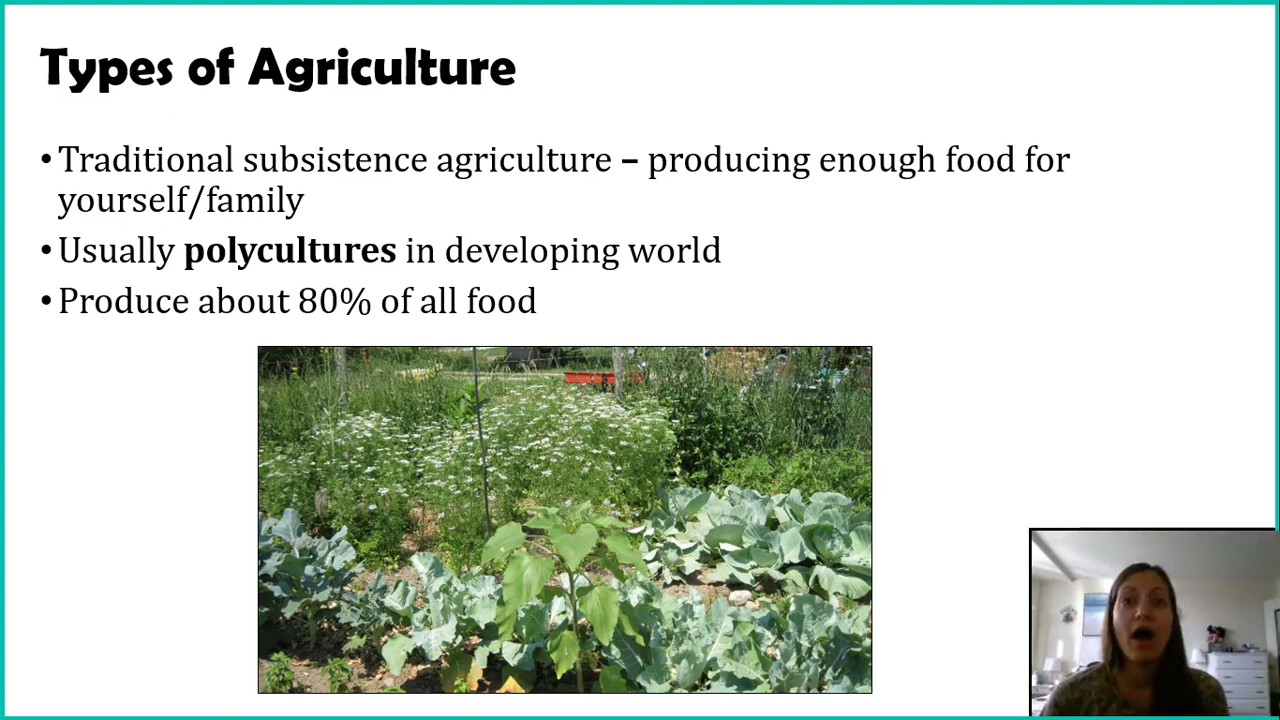 Types of Agriculture
•Traditional subsistence agriculture – producing enough food for
yourself/family
•Usually polycultures in developing world
•Produce about 80% of all food